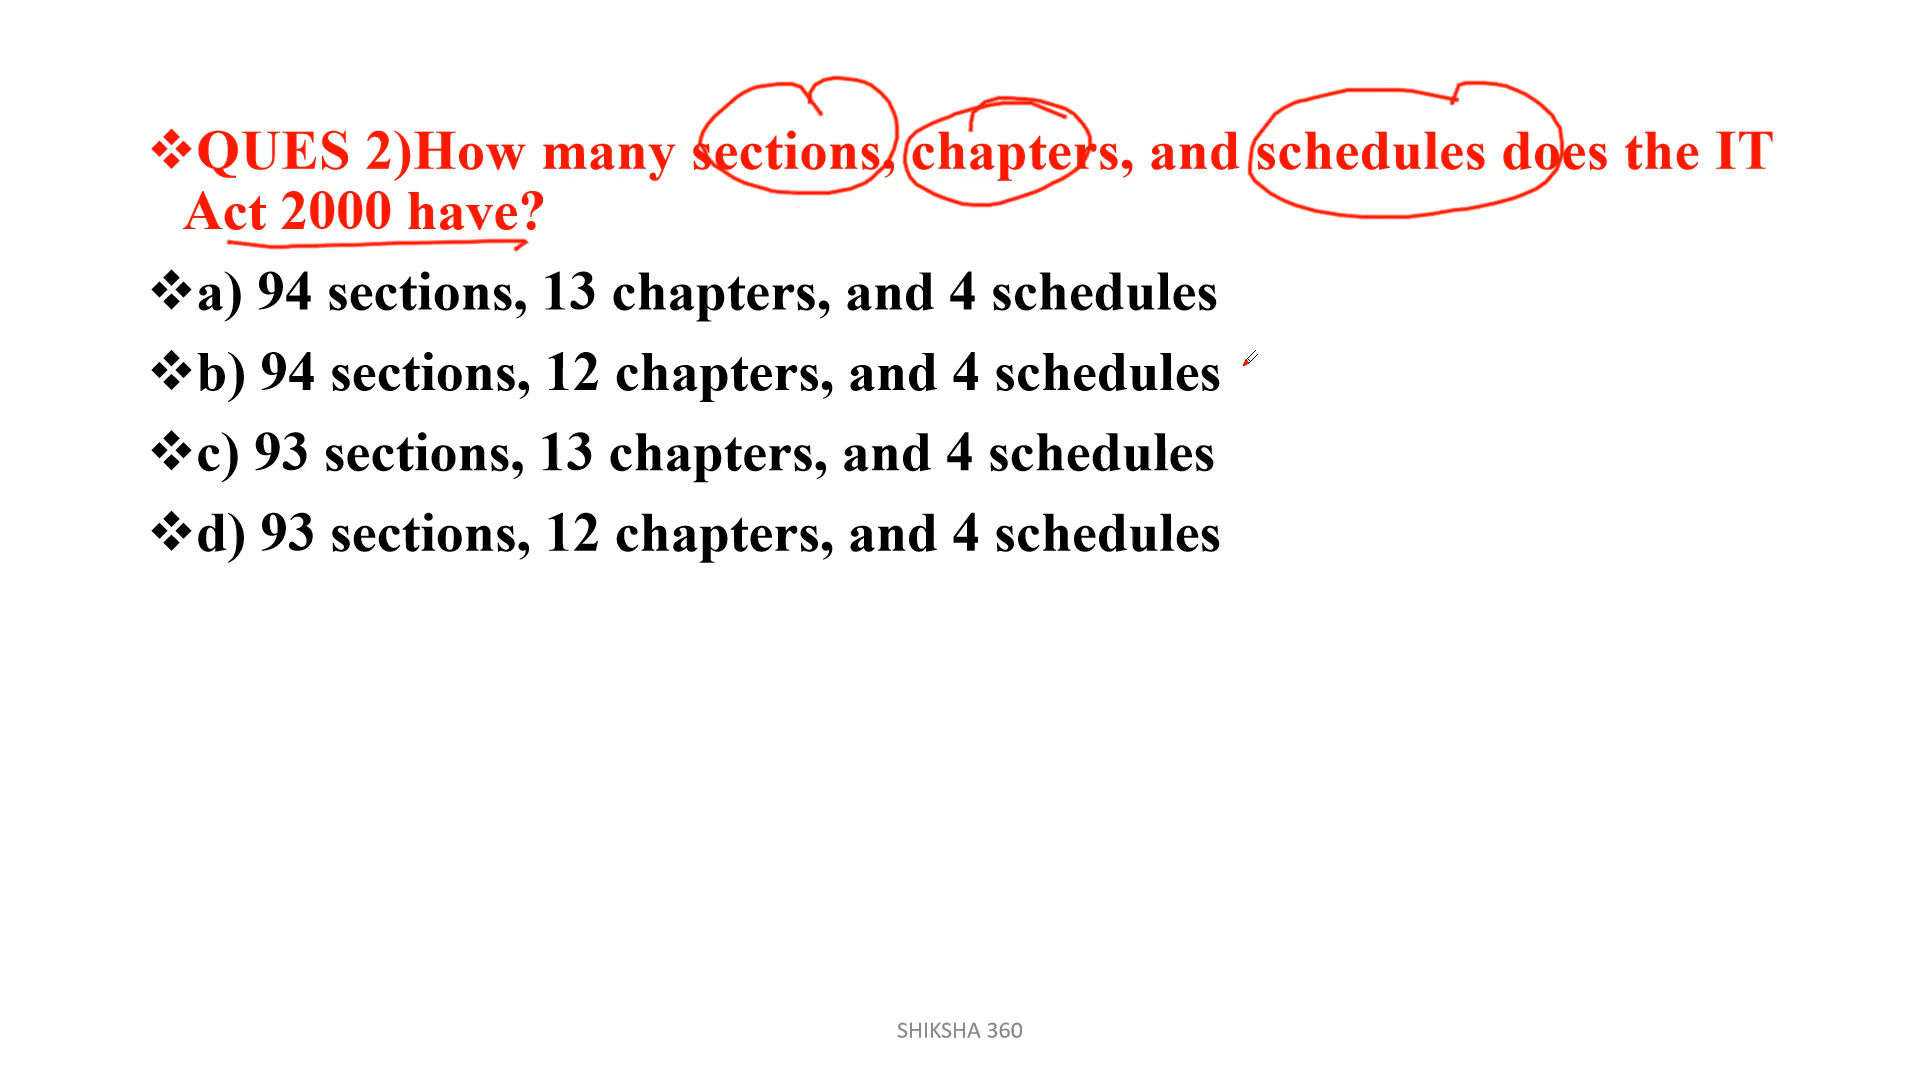 ❖QUES 2)How many sections, chapters, and schedules does the IT
Act 2000 have?
❖a) 94 sections, 13 chapters, and 4 schedules
❖b) 94 sections, 12 chapters, and 4 schedules
❖c) 93 sections, 13 chapters, and 4 schedules
❖d) 93 sections, 12 chapters, and 4 schedules
SHIKSHA 360